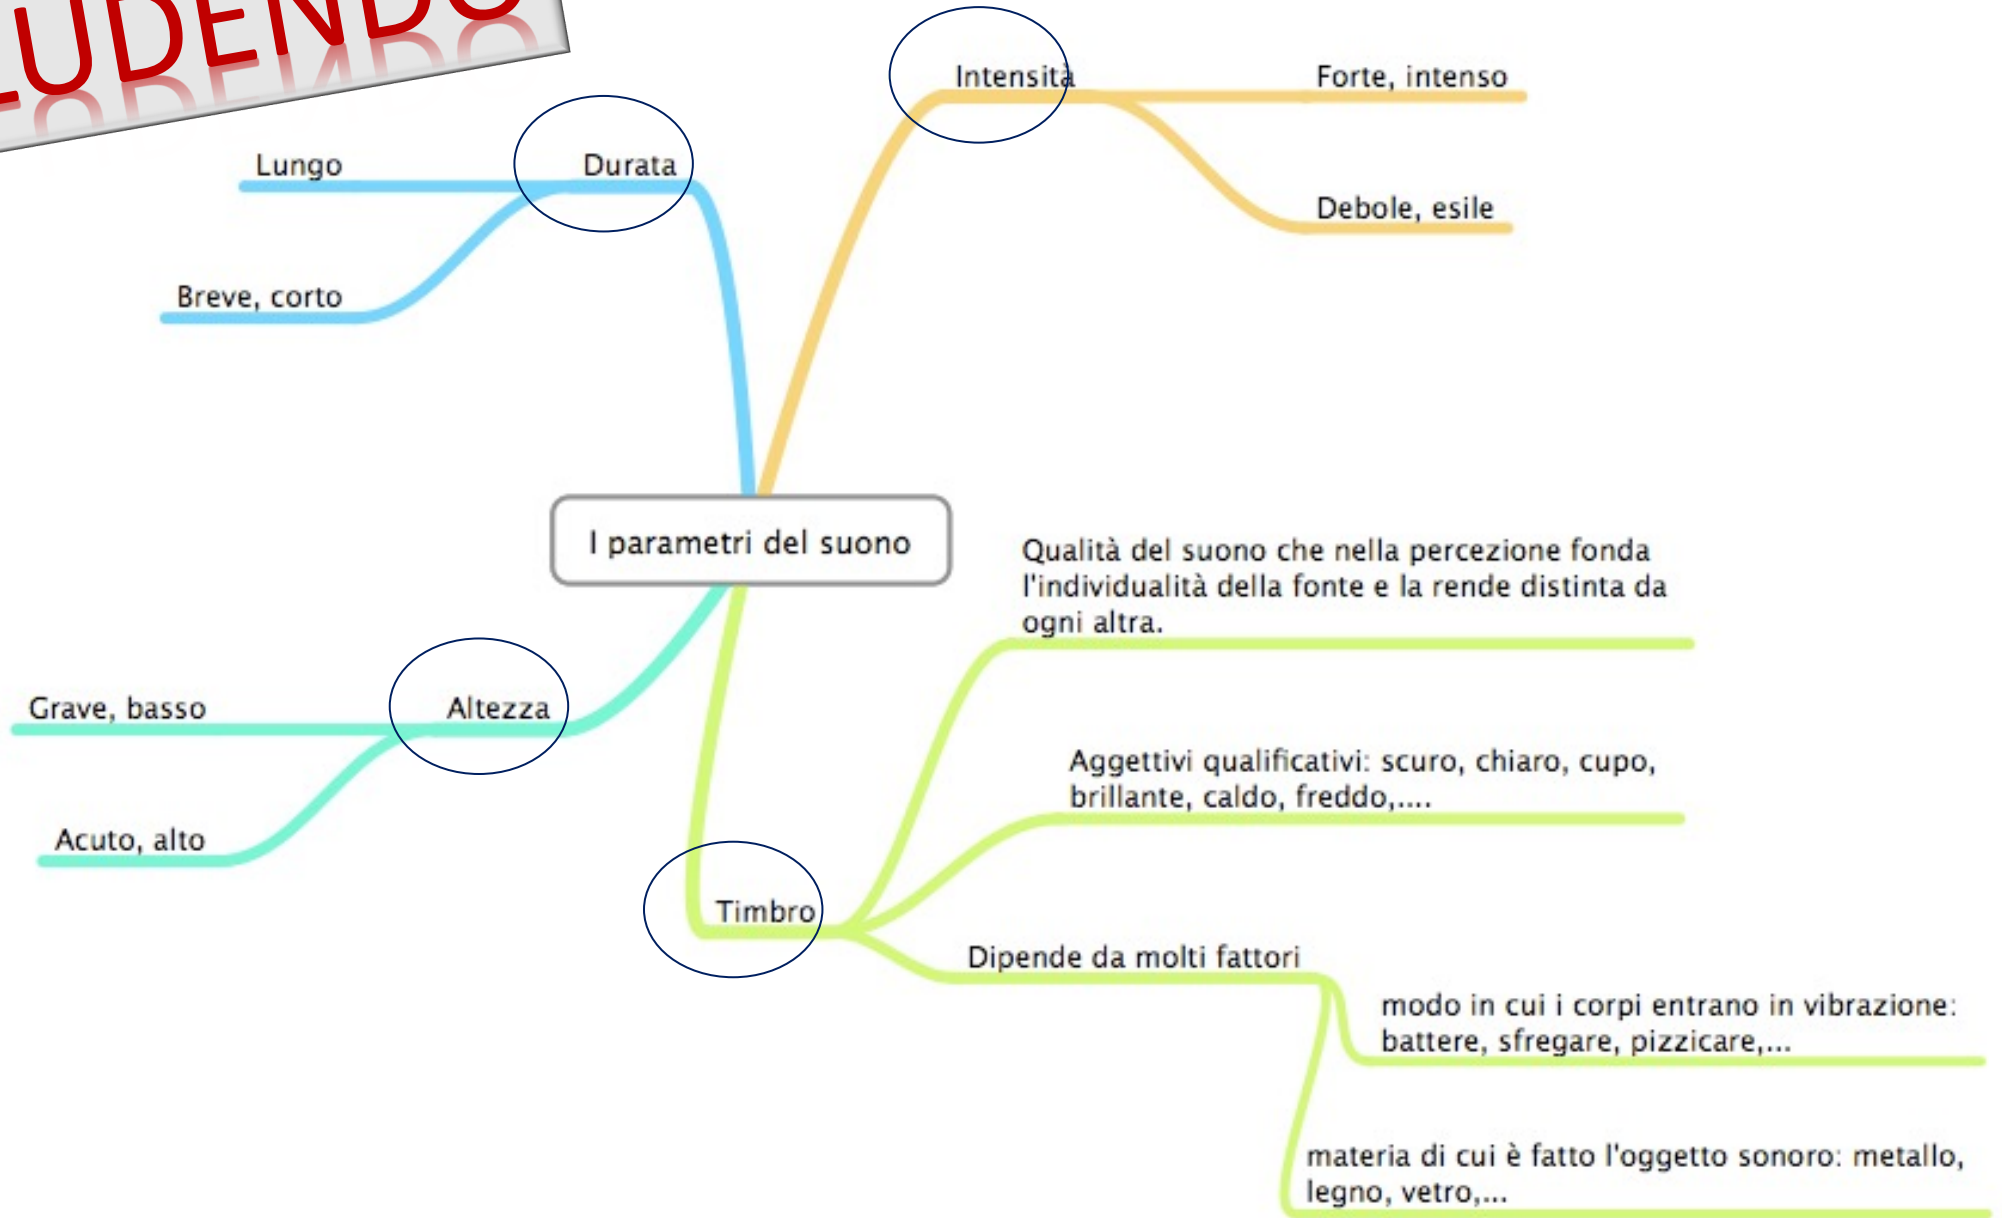 LUDENDO
Intensità
Forte, intenso
Debole, esile
Durata
Lungo
Breve, corto
I parametri del suono
Altezza
Grave, basso
Acuto, alto
Timbro
Qualità del suono che nella percezione fonda
l'individualità della fonte e la rende distinta da
ogni altra.
Aggettivi qualificativi: scuro, chiaro, cupo,
brillante, caldo, freddo,....
Dipende da molti fattori
modo in cui i corpi entrano in vibrazione:
battere, sfregare, pizzicare,...
materia di cui è fatto l'oggetto sonoro: metallo,
legno, vetro,...